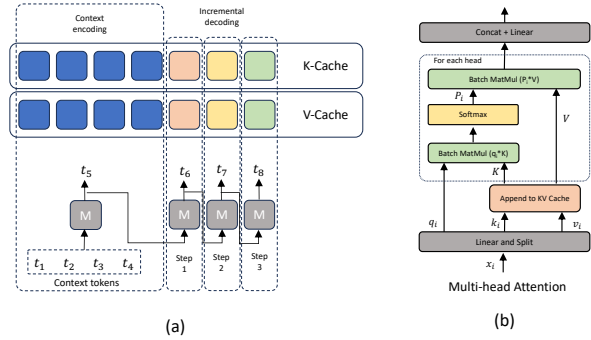 Context
encoding
Incremental
decoding
K-Cache
V-Cache
t5
t6
t7
t8
M
M
M
M
t1 t2 t3 t4
Context tokens
Step
1
Step
2
Step
3
(a)
Concat + Linear
For each head
Batch MatMul (Pi*V)
Pi
Softmax
V
Batch MatMul (qi*K)
K
Append to KV Cache
qi
ki
vi
Linear and Split
xi
Multi-head Attention
(b)